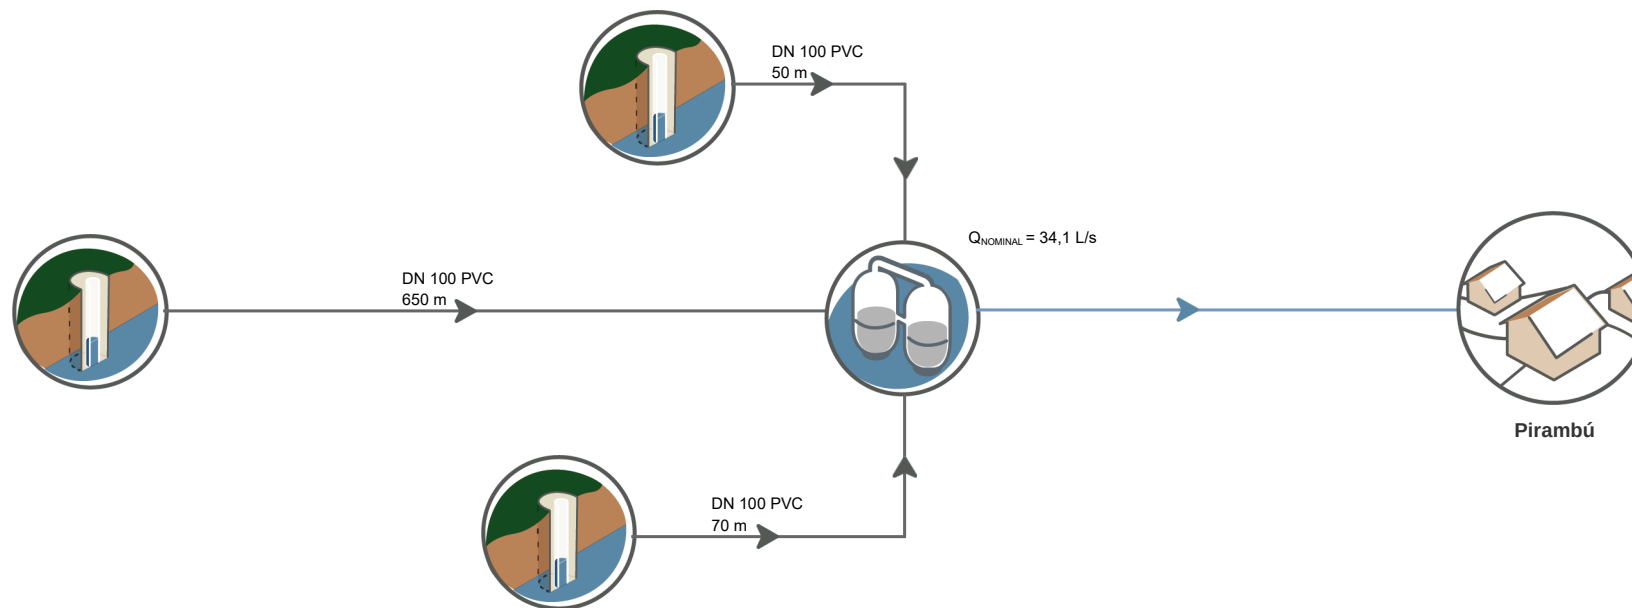 DN 100 PVC
50 m
Qₙₒₘᵢₙₐₗ = 34,1 L/s
DN 100 PVC
650 m
Pirambú
DN 100 PVC
70 m